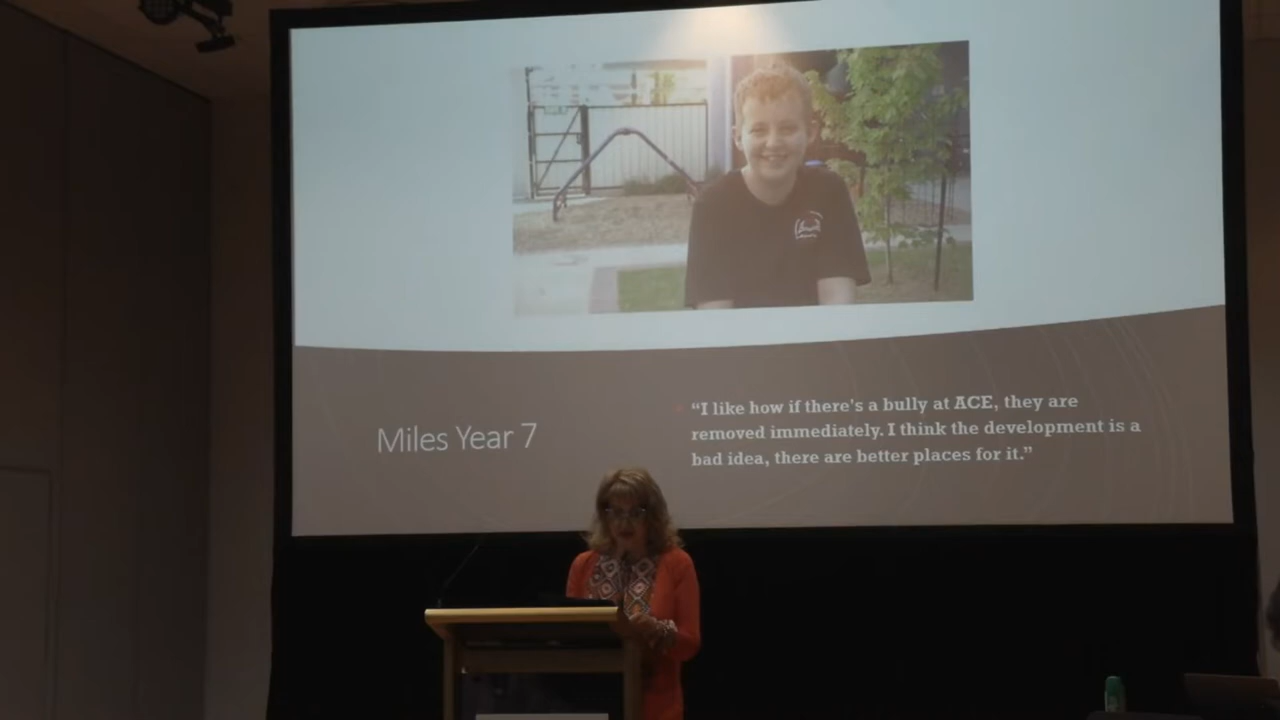 Miles Year 7
“I like how if there's a bully at ACE, they are
removed immediately. I think the development is a
bad idea, there are better places for it.”